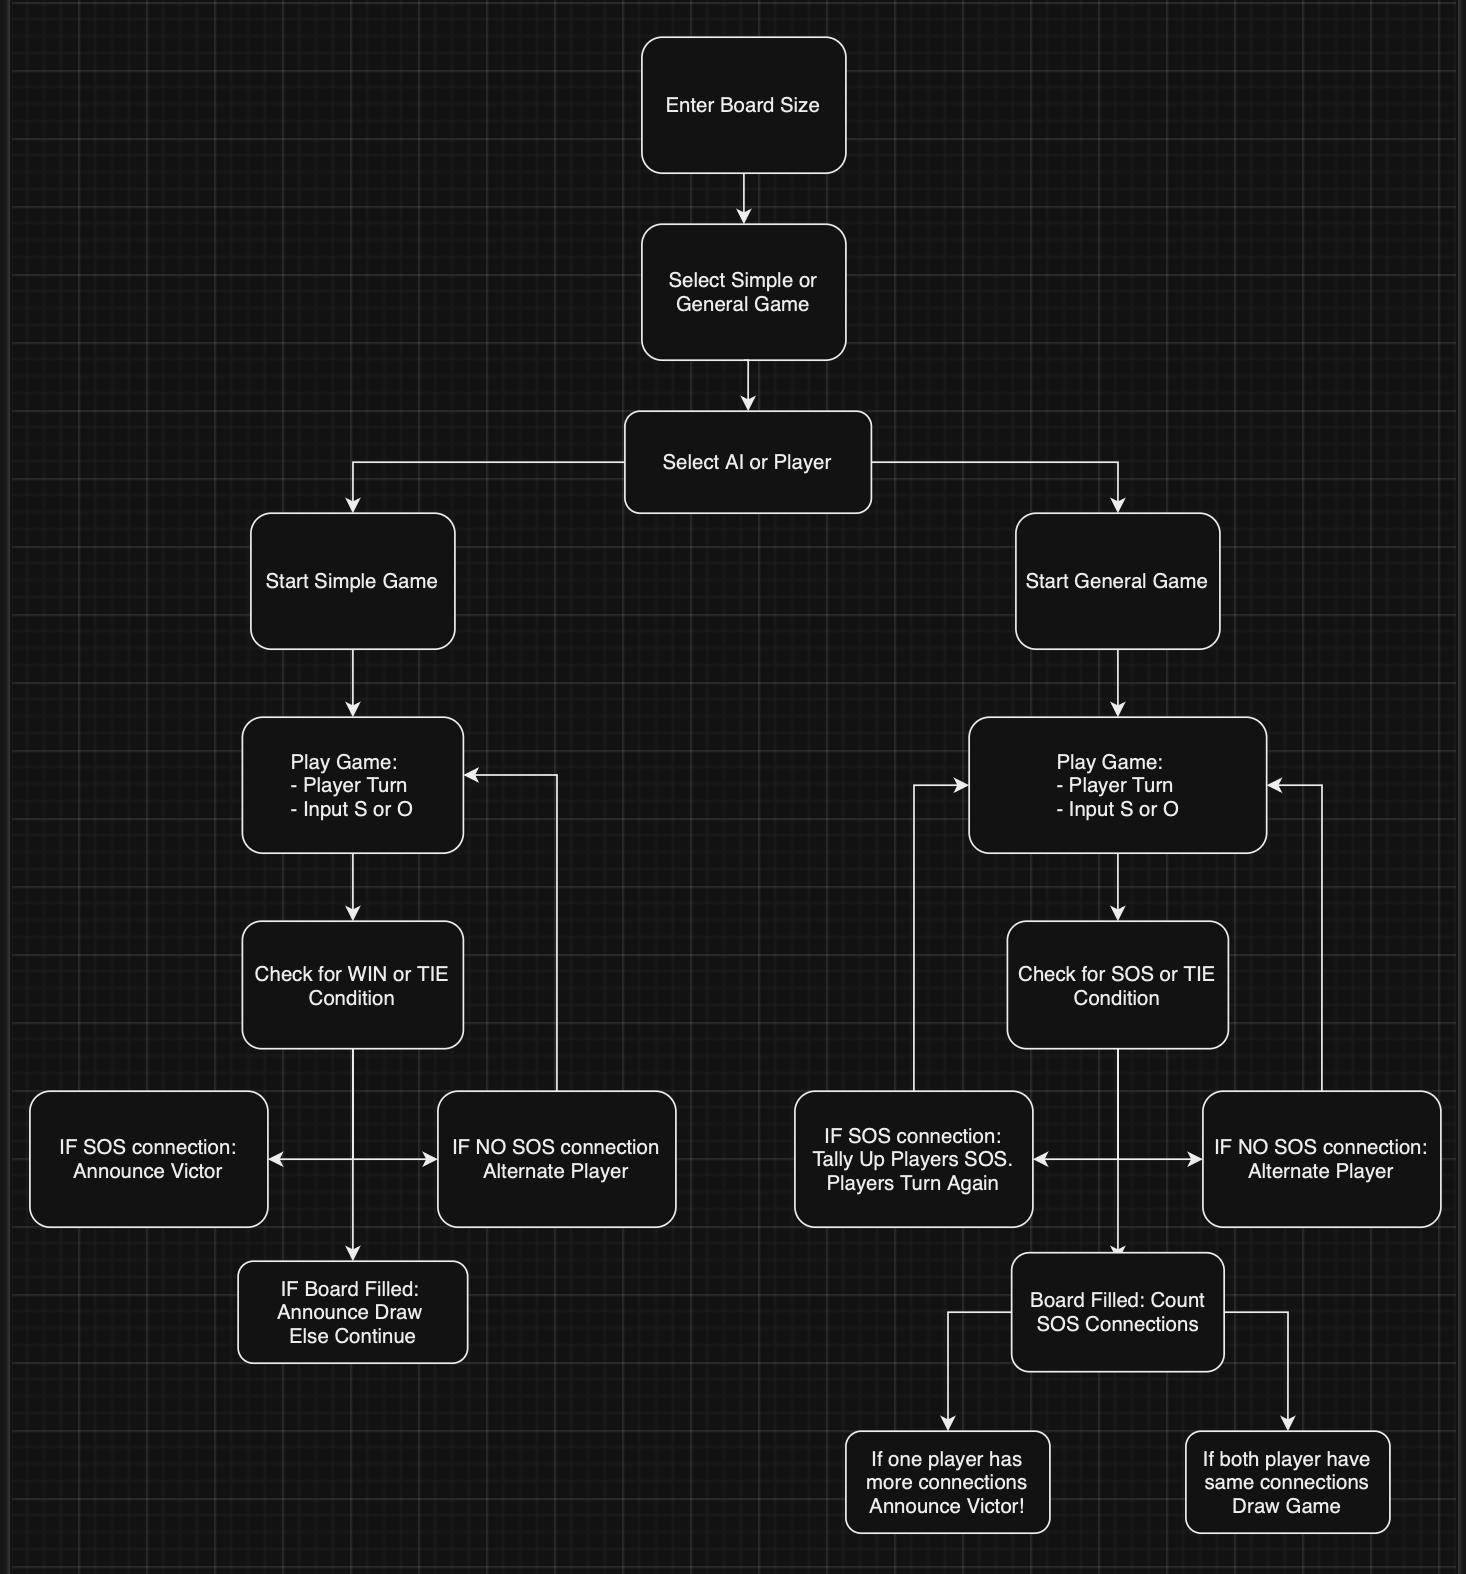 Enter Board Size
Select Simple or
General Game
Select AI or Player
Start Simple Game
Start General Game
Play Game:
- Player Turn
- Input S or O
Play Game:
- Player Turn
- Input S or O
Check for WIN or TIE
Condition
Check for SOS or TIE
Condition
IF SOS connection:
Announce Victor
IF NO SOS connection
Alternate Player
IF SOS connection:
Tally Up Players SOS.
Players Turn Again
IF NO SOS connection:
Alternate Player
IF Board Filled:
Announce Draw
Else Continue
Board Filled: Count
SOS Connections
If one player has
more connections
Announce Victor!
If both player have
same connections
Draw Game